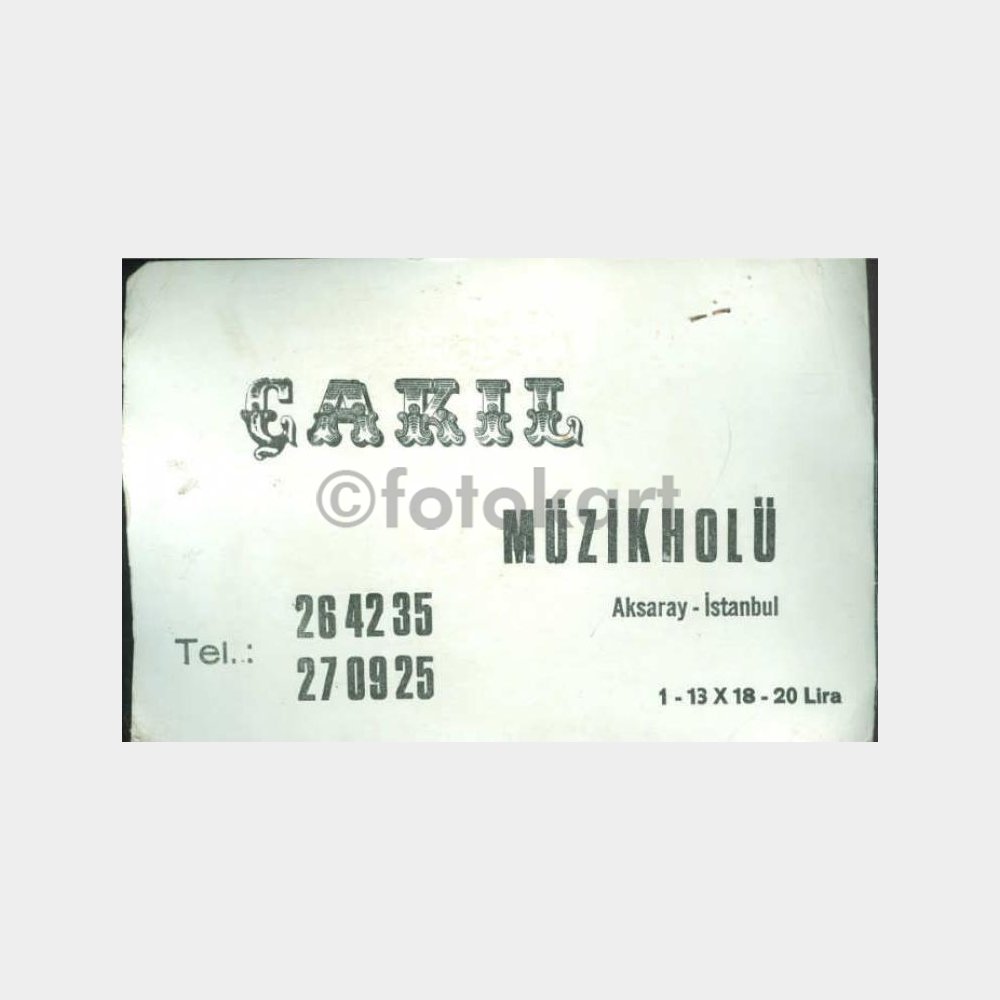 ÇAKIL
©fotokart
MÜZİKHOLÜ
Aksaray - İstanbul
Tel.:
26 42 35
27 09 25
1 - 13 X 18 - 20 Lira